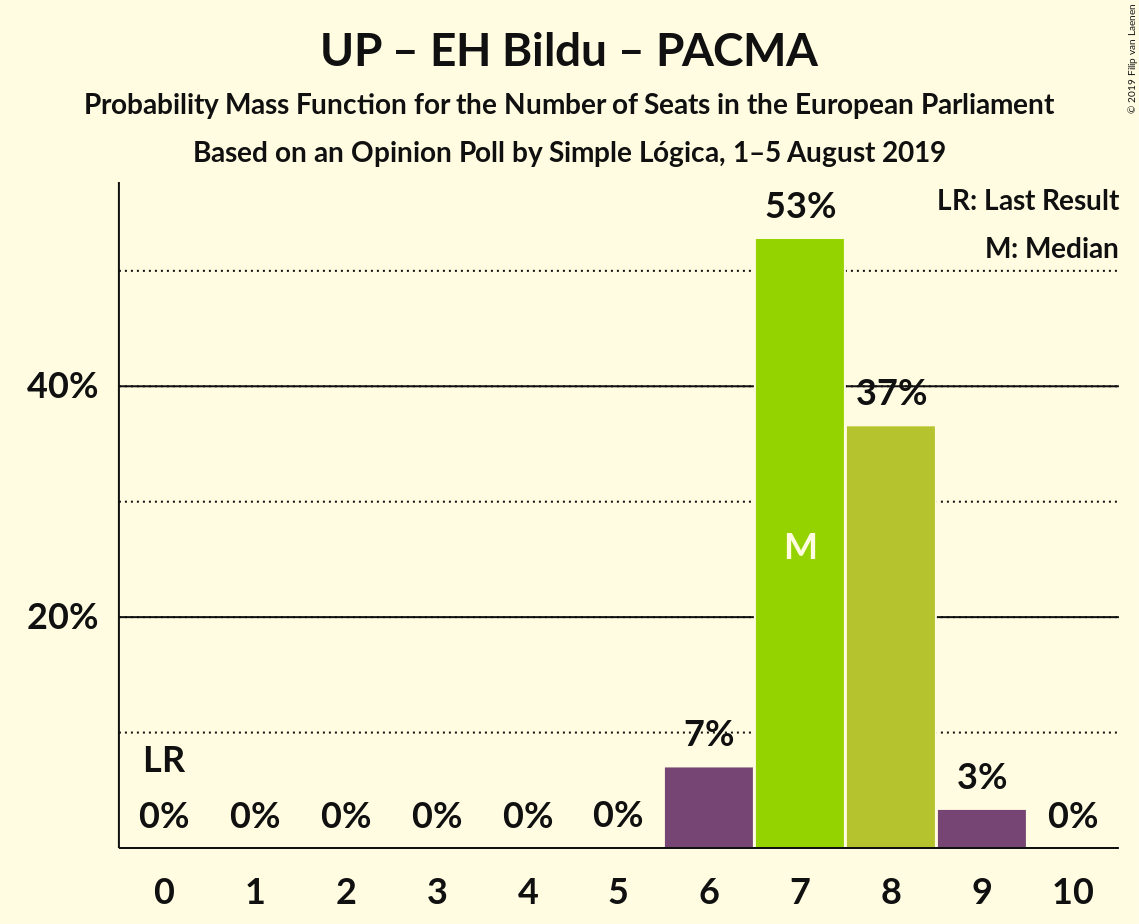 UP – EH Bildu – PACMA
Probability Mass Function for the Number of Seats in the European Parliament
Based on an Opinion Poll by Simple Lógica, 1–5 August 2019
© 2019 Filip van Laenen
LR: Last Result
M: Median
53%
40%
37%
M
20%
7%
LR
3%
0% 0% 0% 0% 0% 0% 0%
0 1 2 3 4 5 6 7 8 9 10